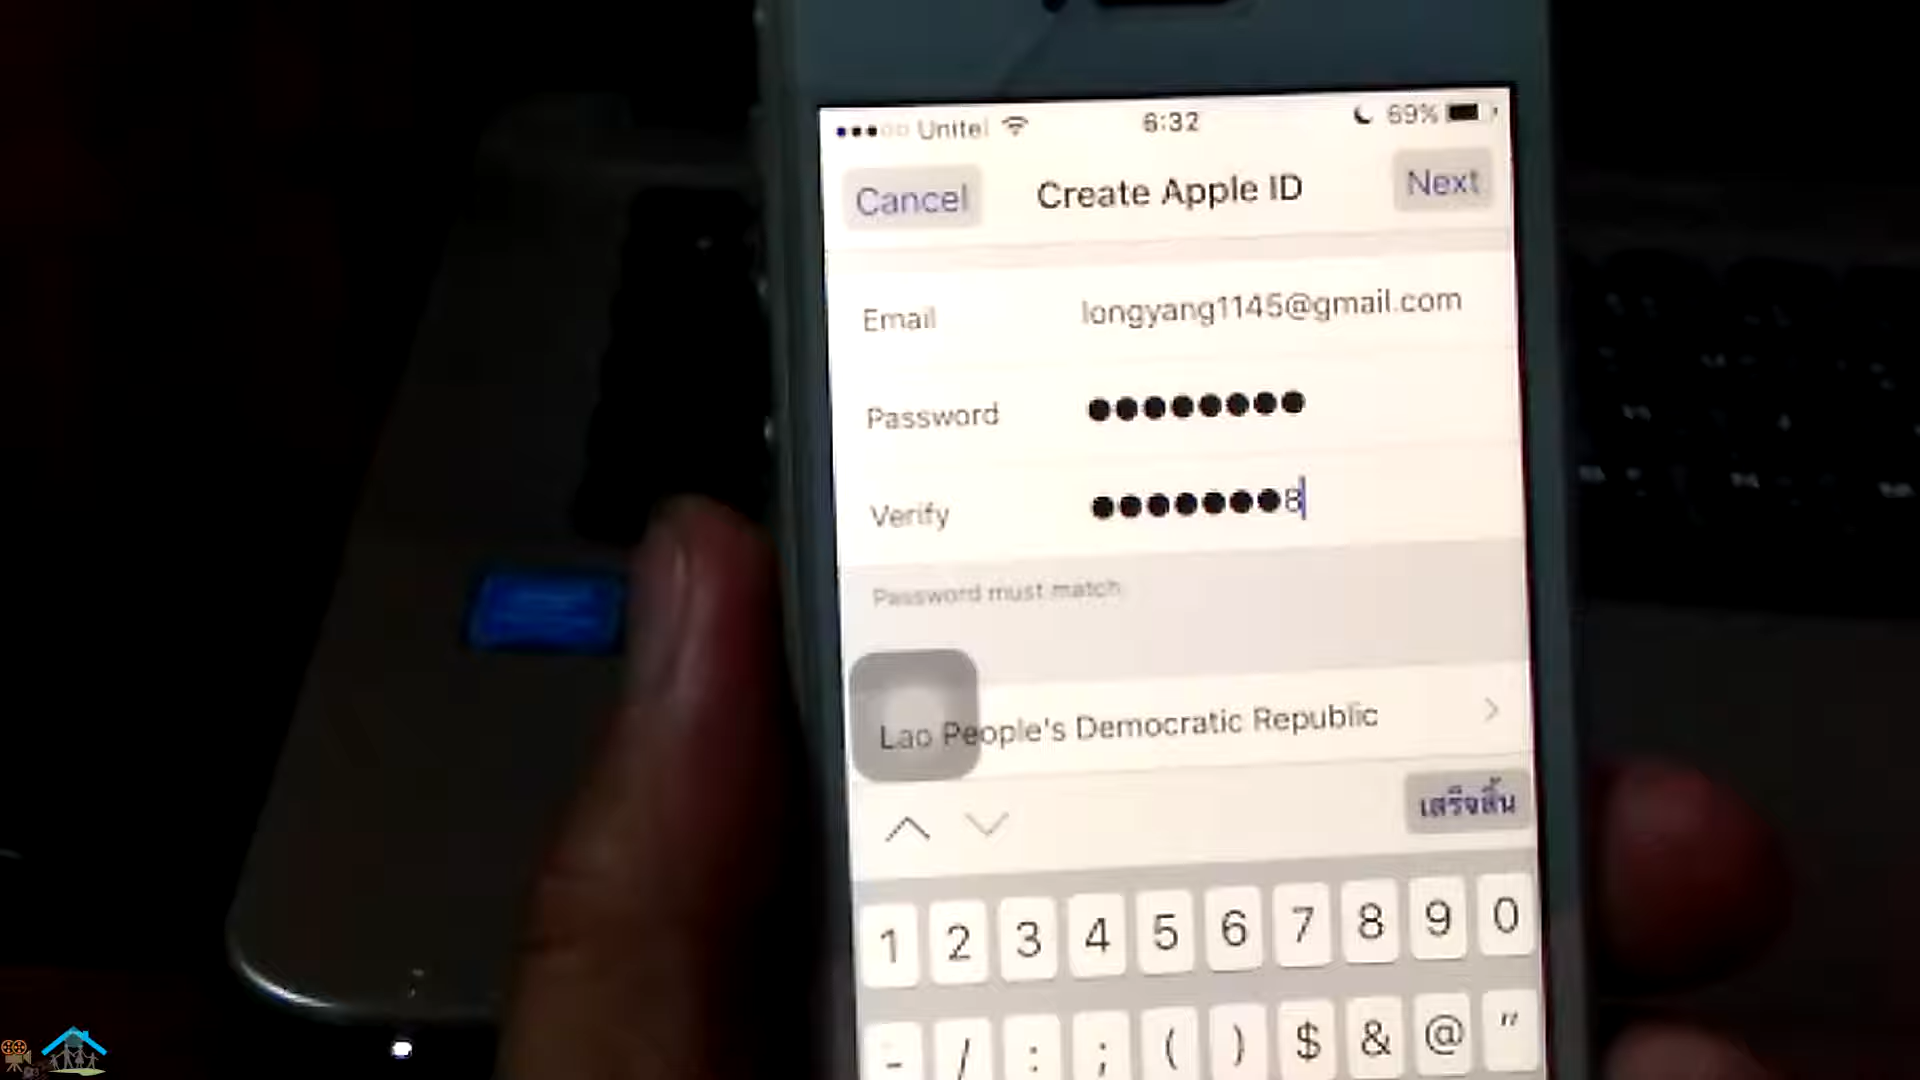 Unitel 6:32 69%
Cancel Create Apple ID Next
Email longyang1145@gmail.com
Password ●●●●●●●●
Verify ●●●●●●●8
Password must match
Lao People's Democratic Republic
เสร็จสิ้น
1 2 3 4 5 6 7 8 9 0
- / : ; ( ) $ & @ "